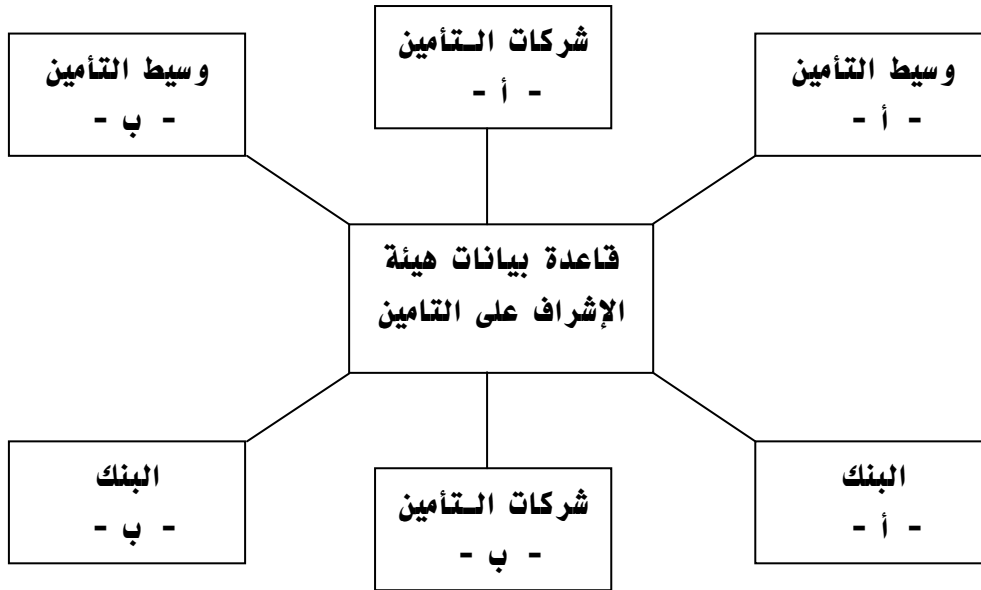 وسيط التأمين
- أ -
شركات الـتأمين
- أ -
وسيط التأمين
- ب -
قاعدة بيانات هيئة
الإشراف على التامين
البنك
- أ -
شركات الـتأمين
- ب -
البنك
- ب -